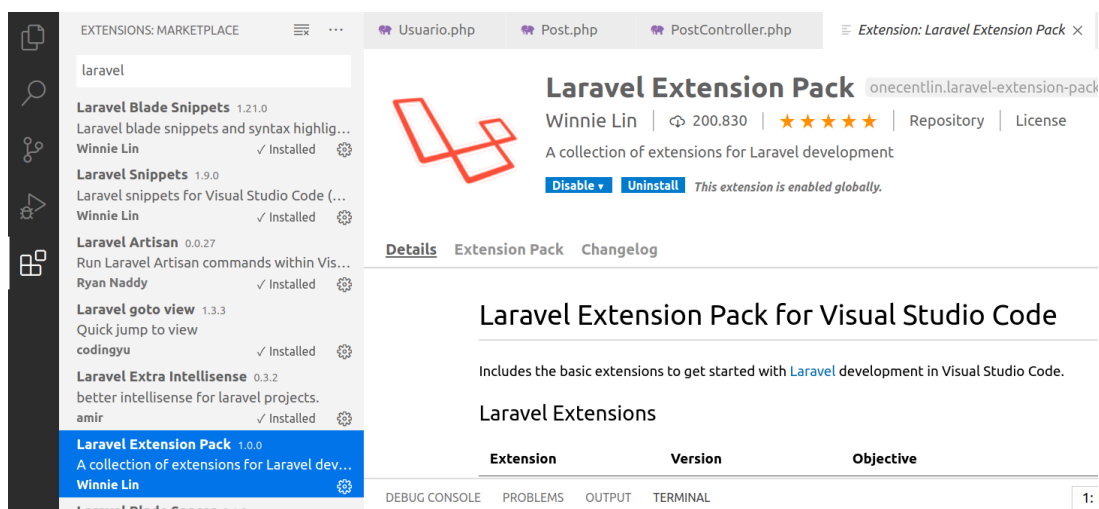 EXTENSIONS: MARKETPLACE
laravel
Laravel Blade Snippets 1.21.0
Laravel blade snippets and syntax highlig...
Winnie Lin ✓ Installed
Laravel Snippets 1.9.0
Laravel snippets for Visual Studio Code (...
Winnie Lin ✓ Installed
Laravel Artisan 0.0.27
Run Laravel Artisan commands within Vis...
Ryan Naddy ✓ Installed
Laravel goto view 1.3.3
Quick jump to view
codingyu ✓ Installed
Laravel Extra Intellisense 0.3.2
better intellisense for laravel projects.
amir ✓ Installed
Laravel Extension Pack 1.0.0
A collection of extensions for Laravel dev...
Winnie Lin
Usuario.php Post.php PostController.php Extension: Laravel Extension Pack ×
Laravel Extension Pack onecentlin.laravel-extension-pack
Winnie Lin 200.830 ★★★★★ Repository License
A collection of extensions for Laravel development
Disable Uninstall This extension is enabled globally.
Details Extension Pack Changelog
Laravel Extension Pack for Visual Studio Code
Includes the basic extensions to get started with Laravel development in Visual Studio Code.
Laravel Extensions
Extension Version Objective
DEBUG CONSOLE PROBLEMS OUTPUT TERMINAL 1: